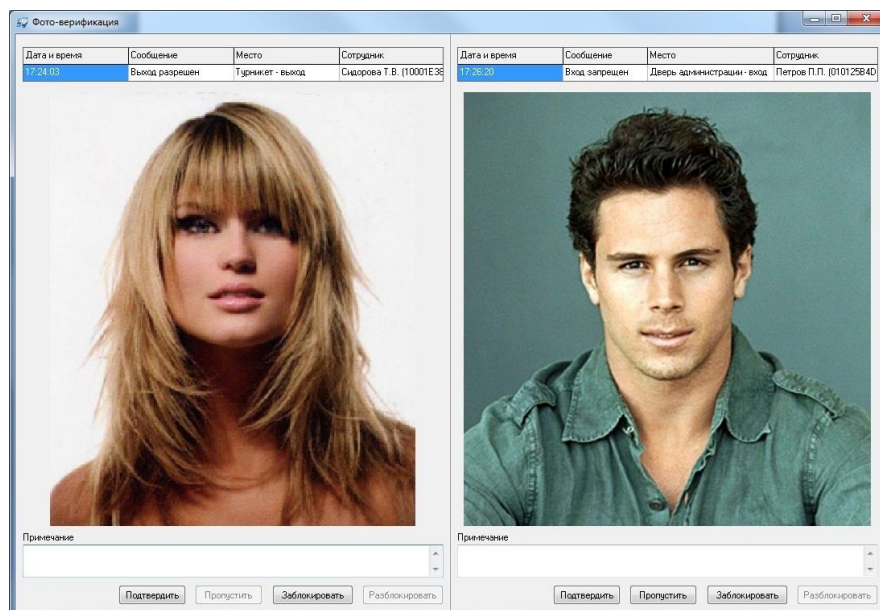 Фото-верификация
Дата и время Сообщение Место Сотрудник
17:24:03 Выход разрешен Турникет - выход Сидорова Т.В. (10001E38
Примечание
Подтвердить Пропустить Заблокировать Разблокировать
Дата и время Сообщение Место Сотрудник
17:26:20 Вход запрещен Дверь администрации - вход Петров П.П. (010125B4D
Примечание
Подтвердить Пропустить Заблокировать Разблокировать